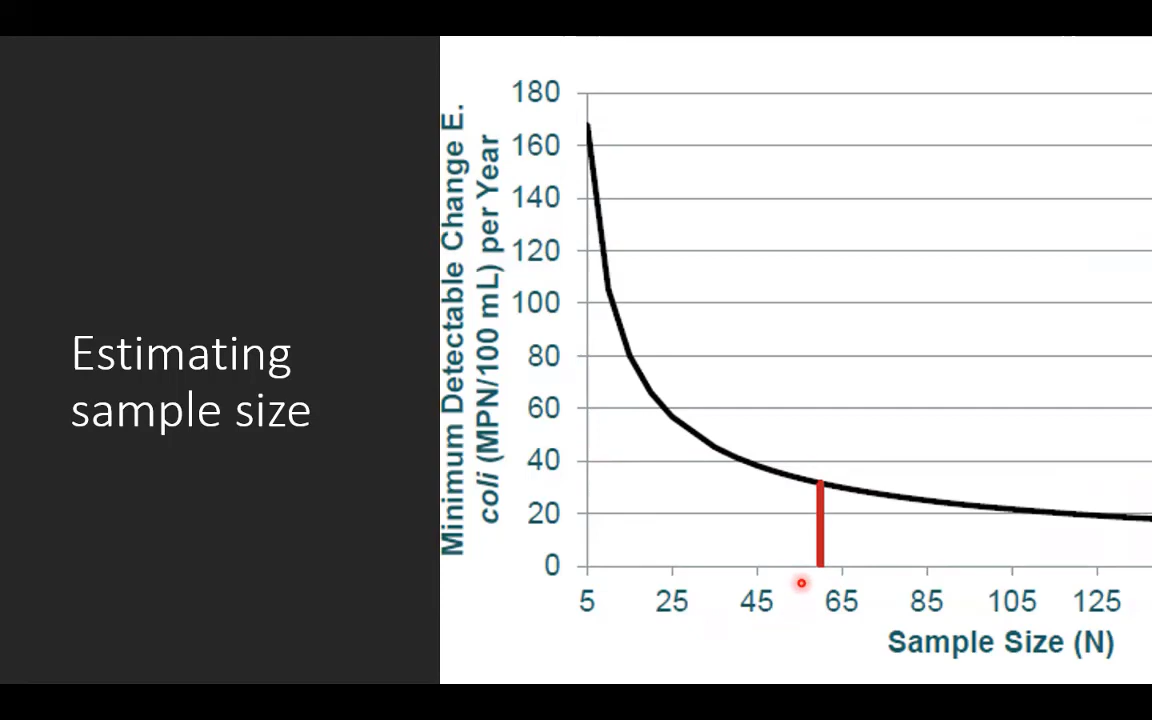 Estimating
sample size
Minimum Detectable Change E.
coli (MPN/100 mL) per Year
180
160
140
120
100
80
60
40
20
0
5 25 45 65 85 105 125
Sample Size (N)